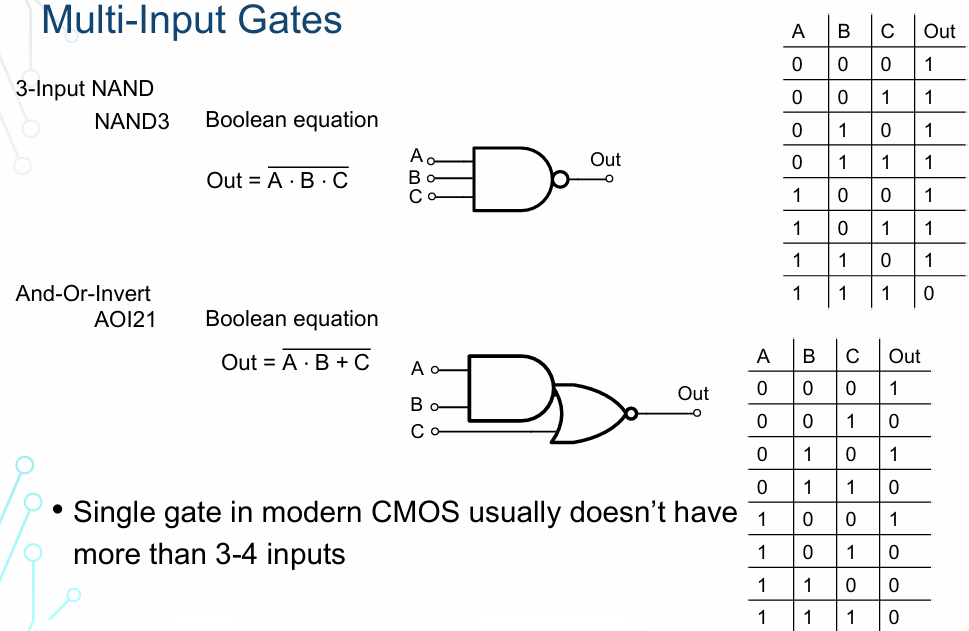 Multi-Input Gates
3-Input NAND
NAND3
Boolean equation
Out = A · B · C
A
B
C
Out
A B C Out
0 0 0 1
0 0 1 1
0 1 0 1
0 1 1 1
1 0 0 1
1 0 1 1
1 1 0 1
1 1 1 0
And-Or-Invert
AOI21
Boolean equation
Out = A · B + C
A
B
C
Out
A B C Out
0 0 0 1
0 0 1 0
0 1 0 1
0 1 1 0
1 0 0 1
1 0 1 0
1 1 0 0
1 1 1 0
• Single gate in modern CMOS usually doesn’t have
more than 3-4 inputs